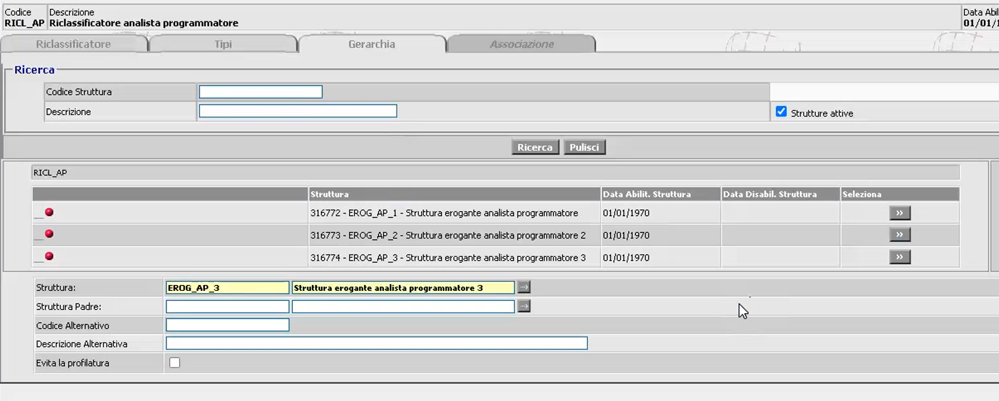 Codice Descrizione Data Abil
RICL_AP Riclassificatore analista programmatore 01/01/1
Riclassificatore Tipi Gerarchia Associazione
Ricerca
Codice Struttura
Descrizione Strutture attive
Ricerca Pulisci
RICL_AP
Struttura Data Abilit. Struttura Data Disabil. Struttura Seleziona
316772 - EROG_AP_1 - Struttura erogante analista programmatore 01/01/1970 »
316773 - EROG_AP_2 - Struttura erogante analista programmatore 2 01/01/1970 »
316774 - EROG_AP_3 - Struttura erogante analista programmatore 3 01/01/1970 »
Struttura: EROG_AP_3 Struttura erogante analista programmatore 3
Struttura Padre:
Codice Alternativo
Descrizione Alternativa
Evita la profilatura